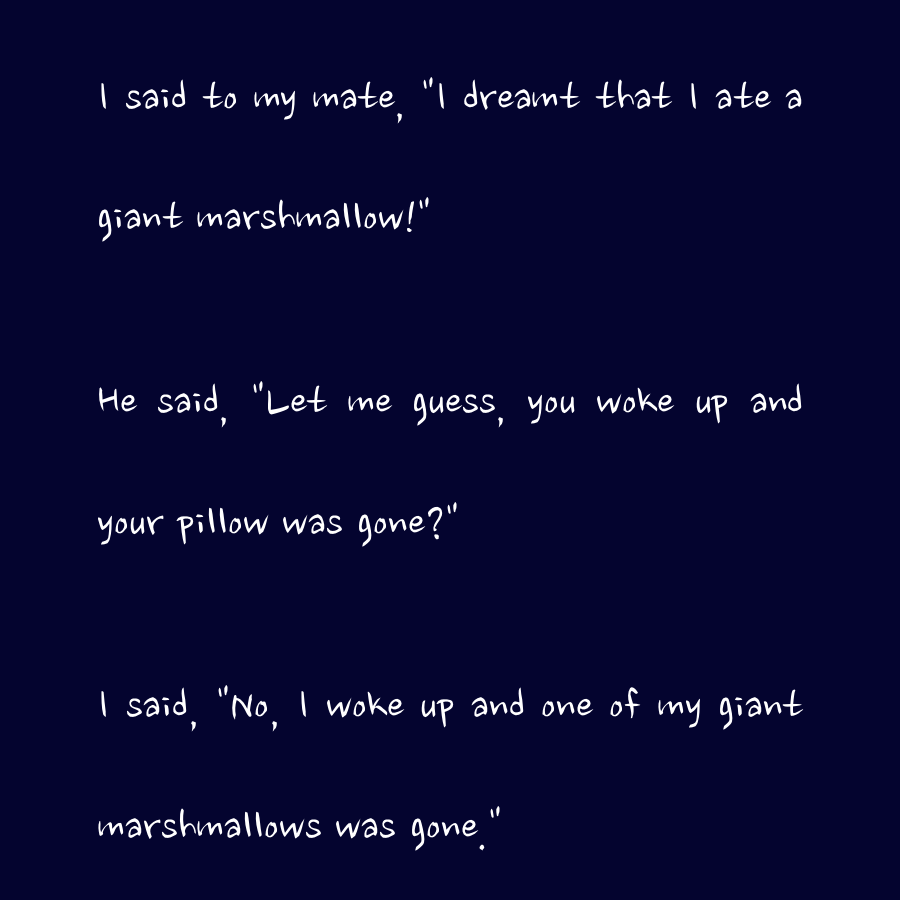 I said to my mate, "I dreamt that I ate a
giant marshmallow!"
He said, "Let me guess, you woke up and
your pillow was gone?"
I said, "No, I woke up and one of my giant
marshmallows was gone."